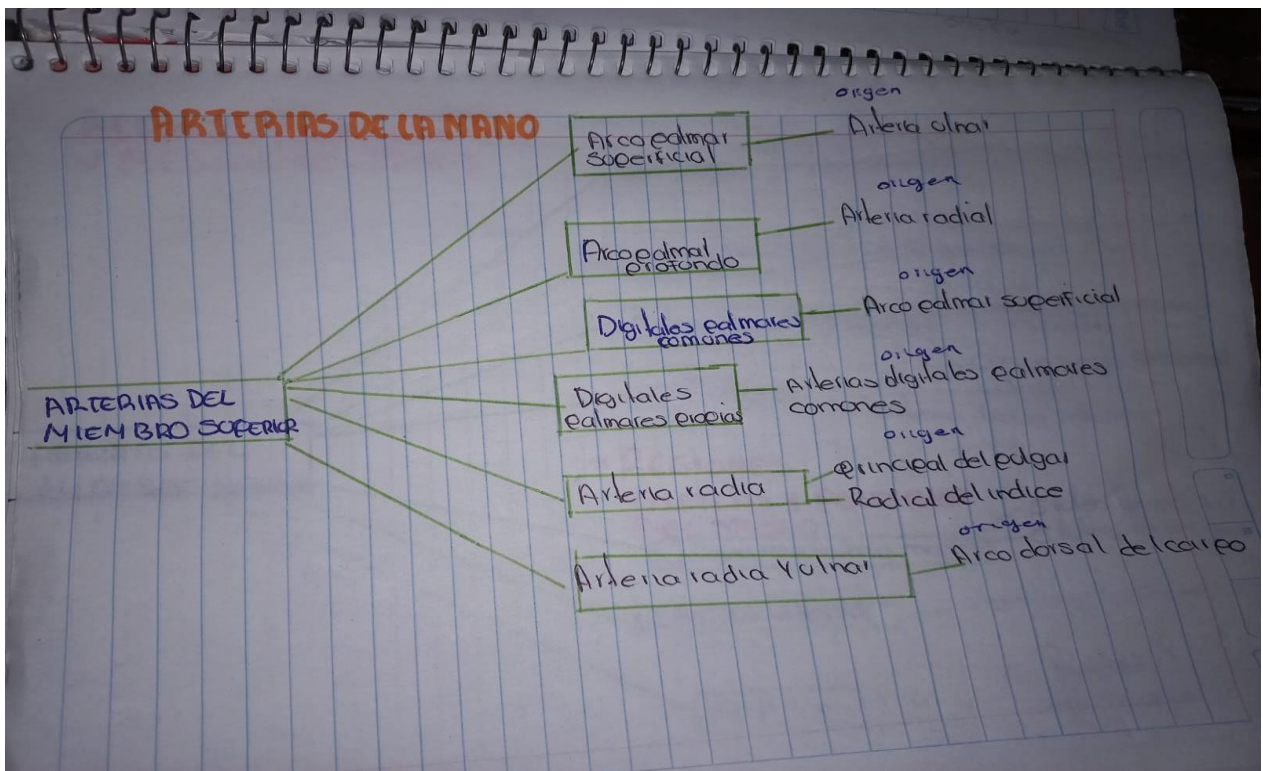 ARTERIAS DE LA MANO
origen
Arco palmar
superificial
Arteria ulnar
origen
Arteria radial
Arco palmal
profundo
origen
Arco palmar superficial
Digitales palmares
comunes
origen
Digitales
palmares propias
Arterias digitales palmares
comunes
ARTERIAS DEL
MIEMBRO SUPERIOR
origen
principal del pulgar
Arteria radia
Radial del indice
origen
Arco dorsal del carpo
Arteria radia y ulnar